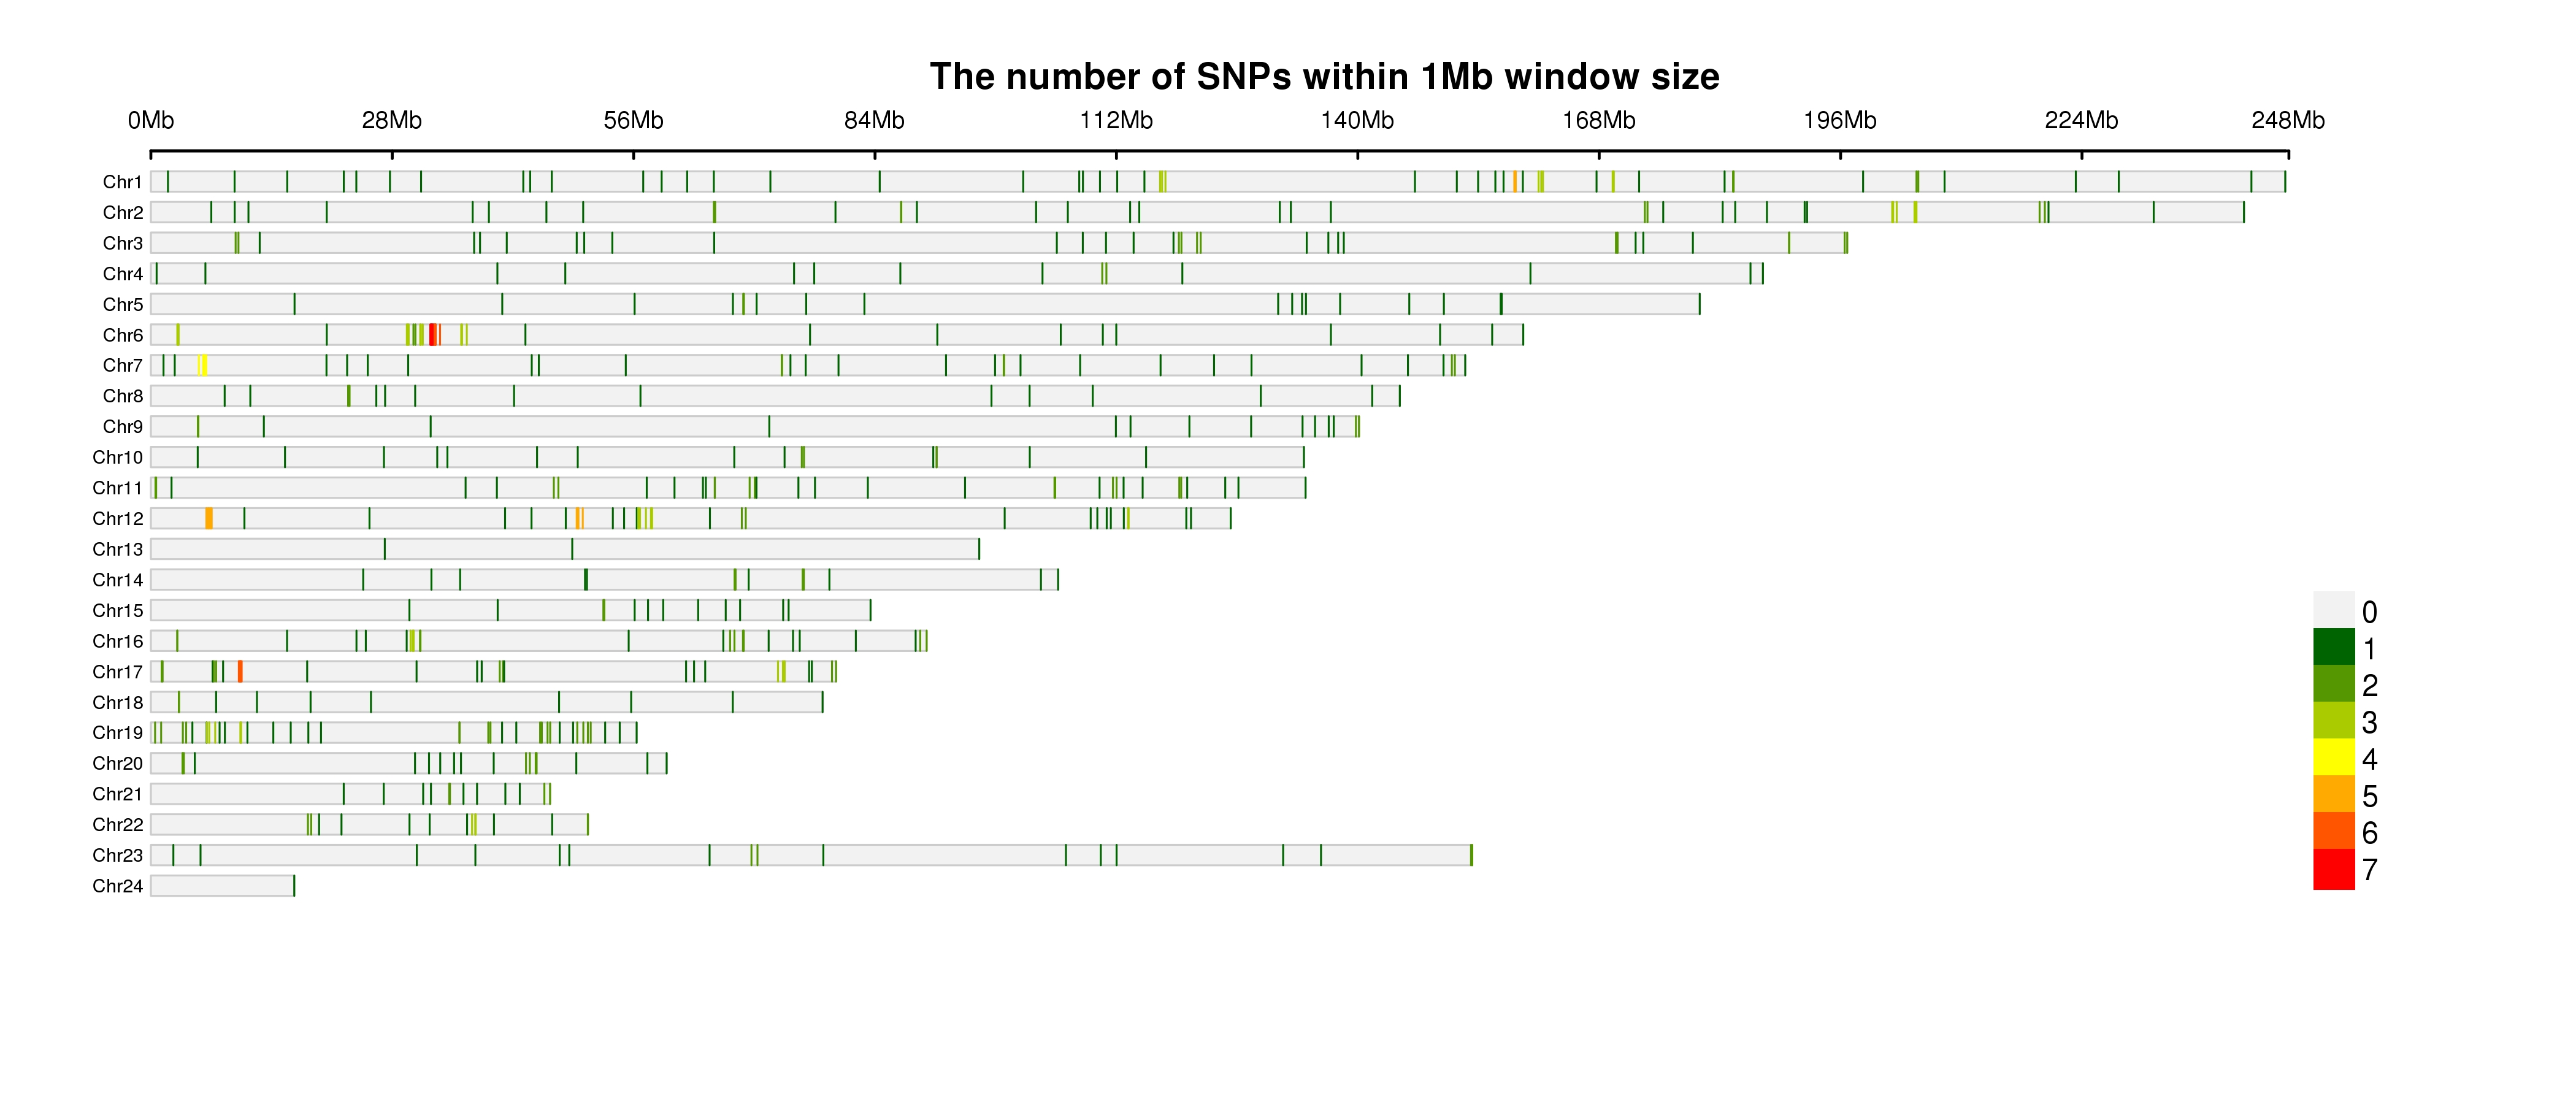 The number of SNPs within 1Mb window size
0Mb 28Mb 56Mb 84Mb 112Mb 140Mb 168Mb 196Mb 224Mb 248Mb
Chr1
Chr2
Chr3
Chr4
Chr5
Chr6
Chr7
Chr8
Chr9
Chr10
Chr11
Chr12
Chr13
Chr14
Chr15
Chr16
Chr17
Chr18
Chr19
Chr20
Chr21
Chr22
Chr23
Chr24
0
1
2
3
4
5
6
7